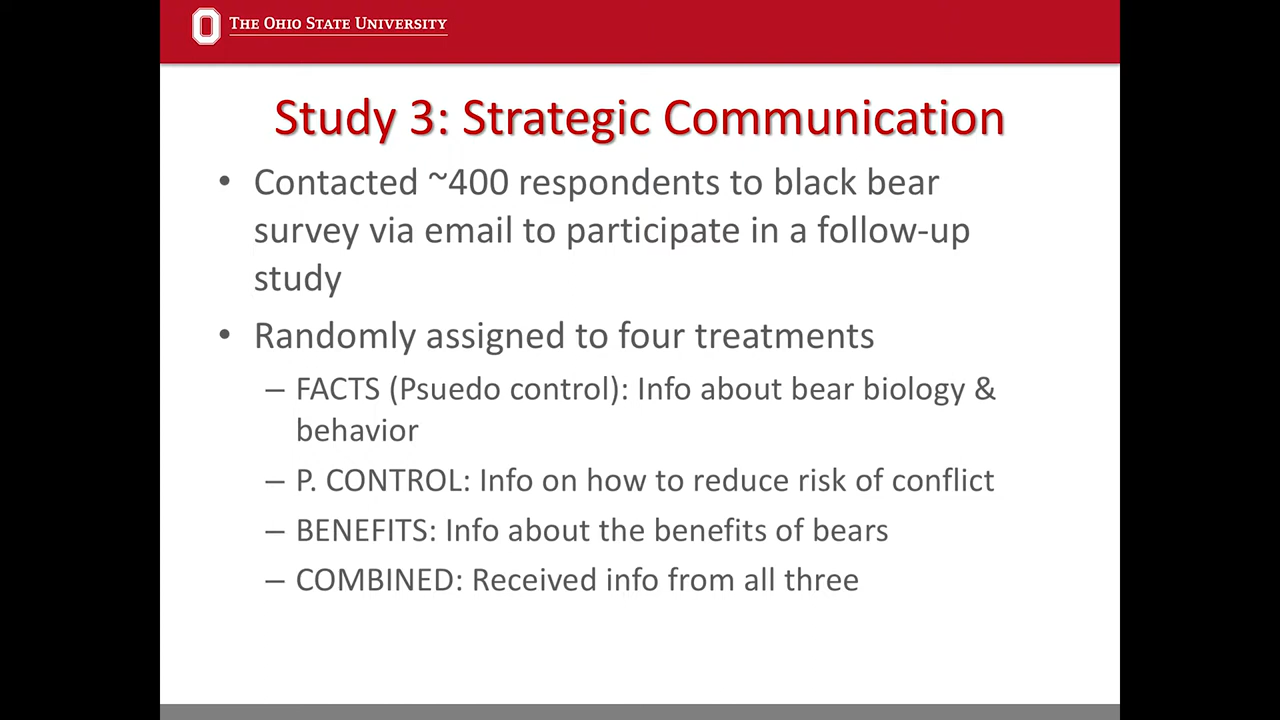 THE OHIO STATE UNIVERSITY
Study 3: Strategic Communication
• Contacted ~400 respondents to black bear
survey via email to participate in a follow-up
study
• Randomly assigned to four treatments
– FACTS (Psuedo control): Info about bear biology &
behavior
– P. CONTROL: Info on how to reduce risk of conflict
– BENEFITS: Info about the benefits of bears
– COMBINED: Received info from all three